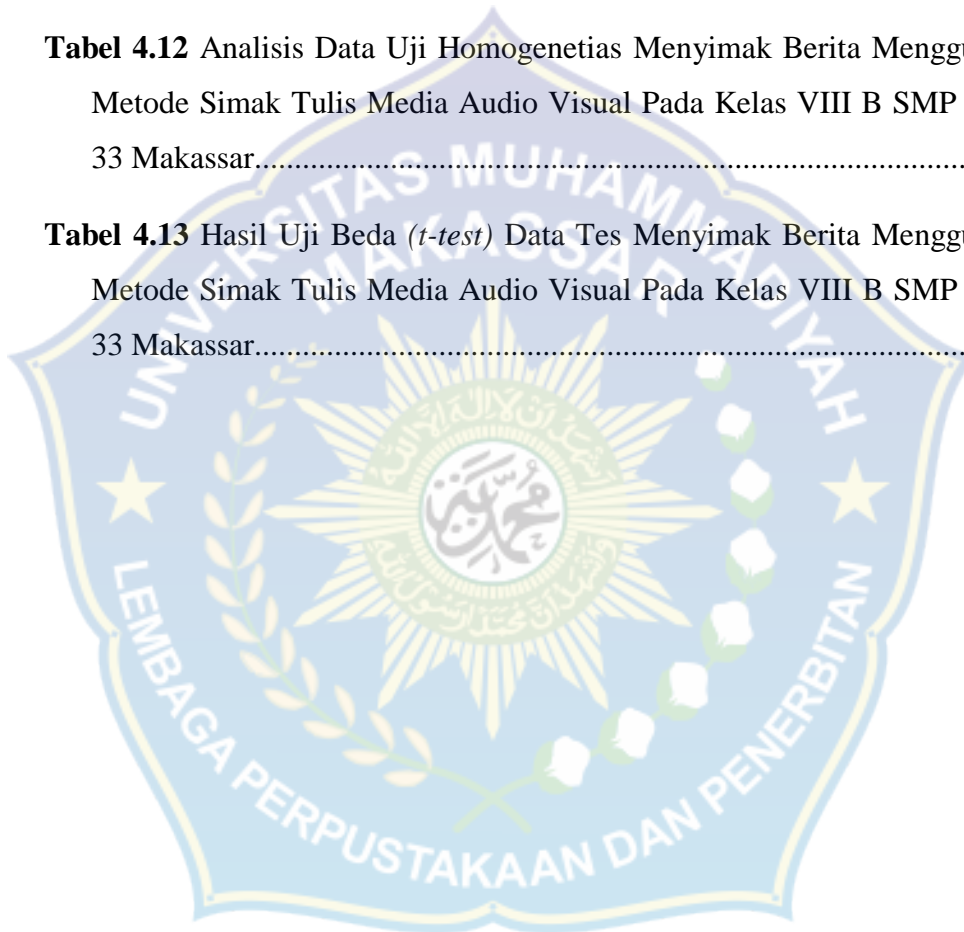 Tabel 4.12 Analisis Data Uji Homogenetias Menyimak Berita Menggu
Metode Simak Tulis Media Audio Visual Pada Kelas VIII B SMP
33 Makassar......................................................................................
Tabel 4.13 Hasil Uji Beda (t-test) Data Tes Menyimak Berita Menggu
Metode Simak Tulis Media Audio Visual Pada Kelas VIII B SMP
33 Makassar......................................................................................
UNIVERSITAS MUHAMMADIYAH
MAKASSAR
LEMBAGA PERPUSTAKAAN DAN PENERBITAN